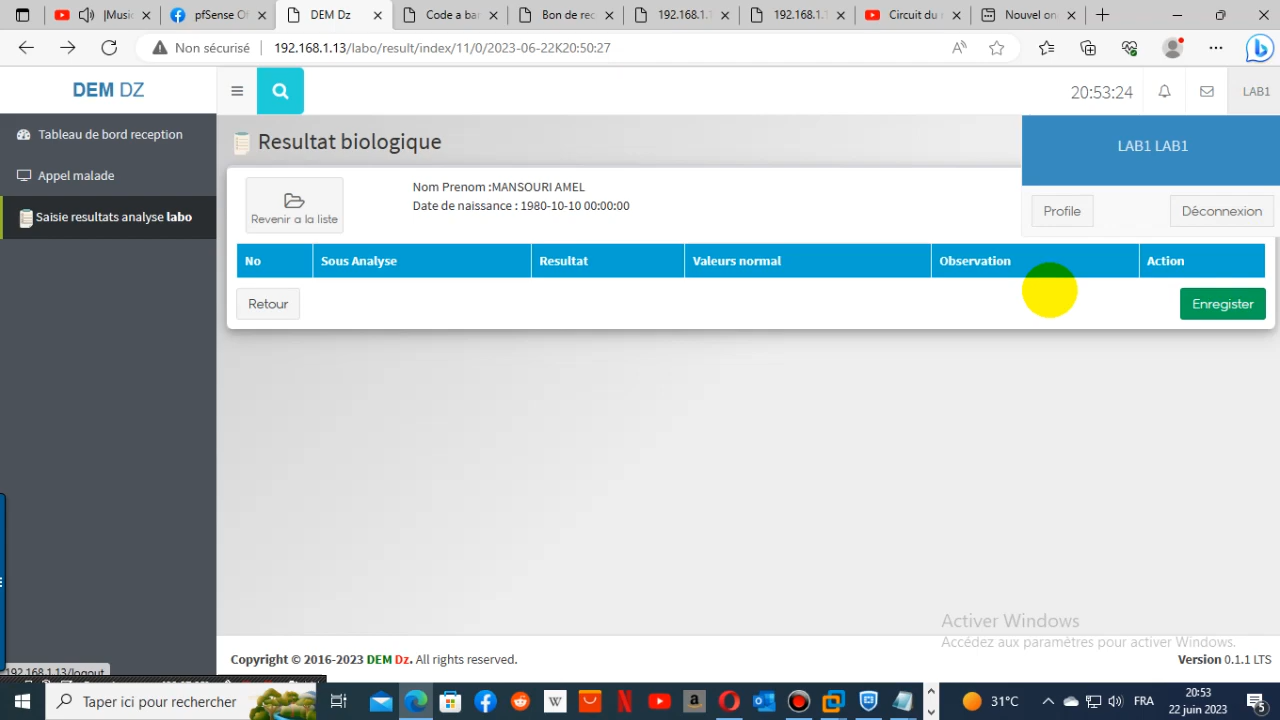 |Music
pfSense Of
DEM Dz
Code a bar
Bon de rec
192.168.1.
192.168.1.1
Circuit du
Nouvel on
Non sécurisé
192.168.1.13/labo/result/index/11/0/2023-06-22K20:50:27
DEM DZ
20:53:24
LAB1
Tableau de bord reception
Appel malade
Saisie resultats analyse labo
Resultat biologique
LAB1 LAB1
Profile
Déconnexion
Revenir a la liste
Nom Prenom :MANSOURI AMEL
Date de naissance : 1980-10-10 00:00:00
No
Sous Analyse
Resultat
Valeurs normal
Observation
Action
Retour
Enregister
Activer Windows
Accédez aux paramètres pour activer Windows.
Copyright © 2016-2023 DEM Dz. All rights reserved.
Version 0.1.1 LTS
192.168.1.13/logout
Taper ici pour rechercher
31°C
FRA
20:53
22 juin 2023
5